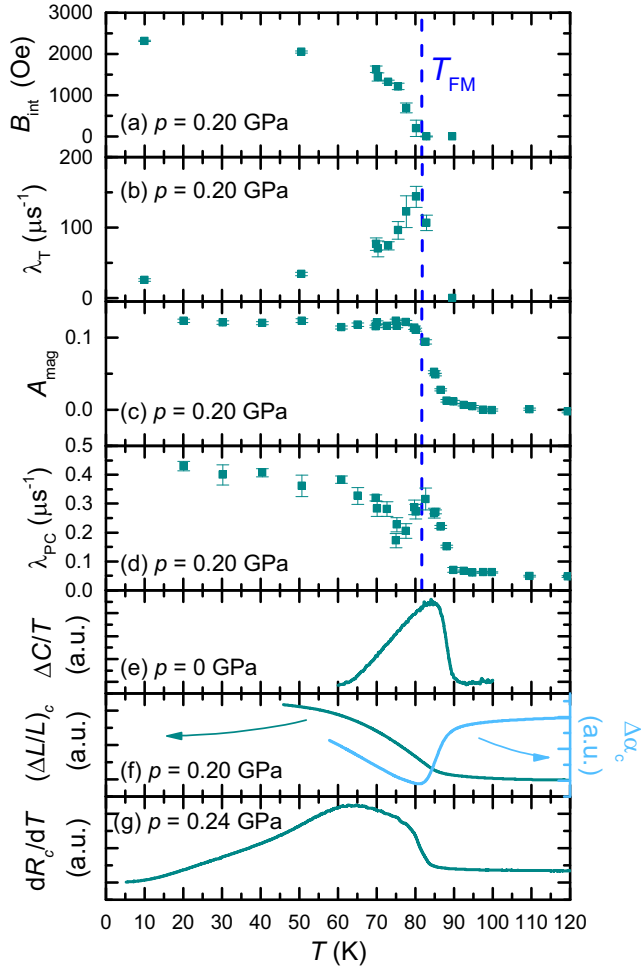 3000
2000
1000
0
B_int (Oe)
T_FM
(a) p = 0.20 GPa
200
100
0
λ_T (μs⁻¹)
(b) p = 0.20 GPa
0.1
0.0
A_mag
(c) p = 0.20 GPa
0.5
0.4
0.3
0.2
0.1
0.0
λ_PC (μs⁻¹)
(d) p = 0.20 GPa
ΔC/T
(a.u.)
(e) p = 0 GPa
(ΔL/L)_c
(a.u.)
(f) p = 0.20 GPa
Δα_c
(a.u.)
dR_c/dT
(a.u.)
(g) p = 0.24 GPa
0 10 20 30 40 50 60 70 80 90 100 110 120
T (K)